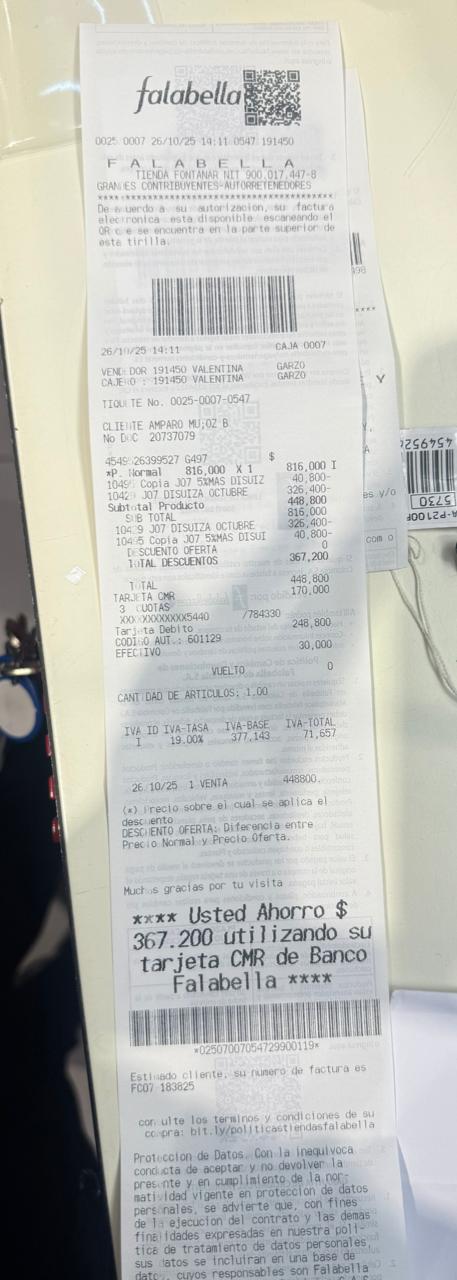 falabella
0025 0007 26/10/25 14:11 0547 191450
F A L A B E L L A
TIENDA FONTANAR NIT 900.017.447-8
GRANDES CONTRIBUYENTES-AUTORRETENEDORES
****************************************
De acuerdo a su autorizacion, su factura
electronica esta disponible escaneando el
QR que se encuentra en la parte superior de
esta tirilla.
26/10/25 14:11 CAJA 0007
VENDEDOR 191450 VALENTINA GARZO
CAJERO : 191450 VALENTINA GARZO
TIQUETE No. 0025-0007-0547
CLIENTE AMPARO MU;OZ B
No DOC 20737079
26399527 G497 $
*P. Normal 816,000 X 1 816,000 I
10495 Copia J07 5%MAS DISUIZ 40,800-
10429 J07 DISUIZA OCTUBRE 326,400-
Subtotal Producto 448,800
SUB TOTAL 816,000
10429 J07 DISUIZA OCTUBRE 326,400-
10495 Copia J07 5%MAS DISUI 40,800-
DESCUENTO OFERTA 0
TOTAL DESCUENTOS 367,200
TOTAL 448,800
TARJETA CMR 170,000
3 CUOTAS
XXXXXXXXXXXX5440 /784330
Tarjeta Debito 248,800
CODIGO AUT.: 601129
EFECTIVO 30,000
VUELTO 0
CANTIDAD DE ARTICULOS: 1.00
IVA ID IVA-TASA IVA-BASE IVA-TOTAL
I 19.00% 377,143 71,657
26/10/25 1 VENTA 448800.
(*) Precio sobre el cual se aplica el
descuento
DESCUENTO OFERTA: Diferencia entre
Precio Normal y Precio Oferta.
Muchas gracias por tu visita
**** Usted Ahorro $
367.200 utilizando su
tarjeta CMR de Banco
Falabella ****
*02507007054729900119*
Estimado cliente, su numero de factura es
FC07 183825
consulte los terminos y condiciones de su
compra: bit.ly/politicastiendasfalabella
Proteccion de Datos. Con la inequivoca
conducta de aceptar y no devolver la
presente y en cumplimiento de la nor-
matividad vigente en proteccion de datos
personales, se advierte que, con fines
de la ejecucion del contrato y las demas
finalidades expresadas en nuestra poli-
tica de tratamiento de datos personales,
sus datos se incluiran en una base de
datos, cuyos responsables son Falabella
Y
es y/o
com o
5730